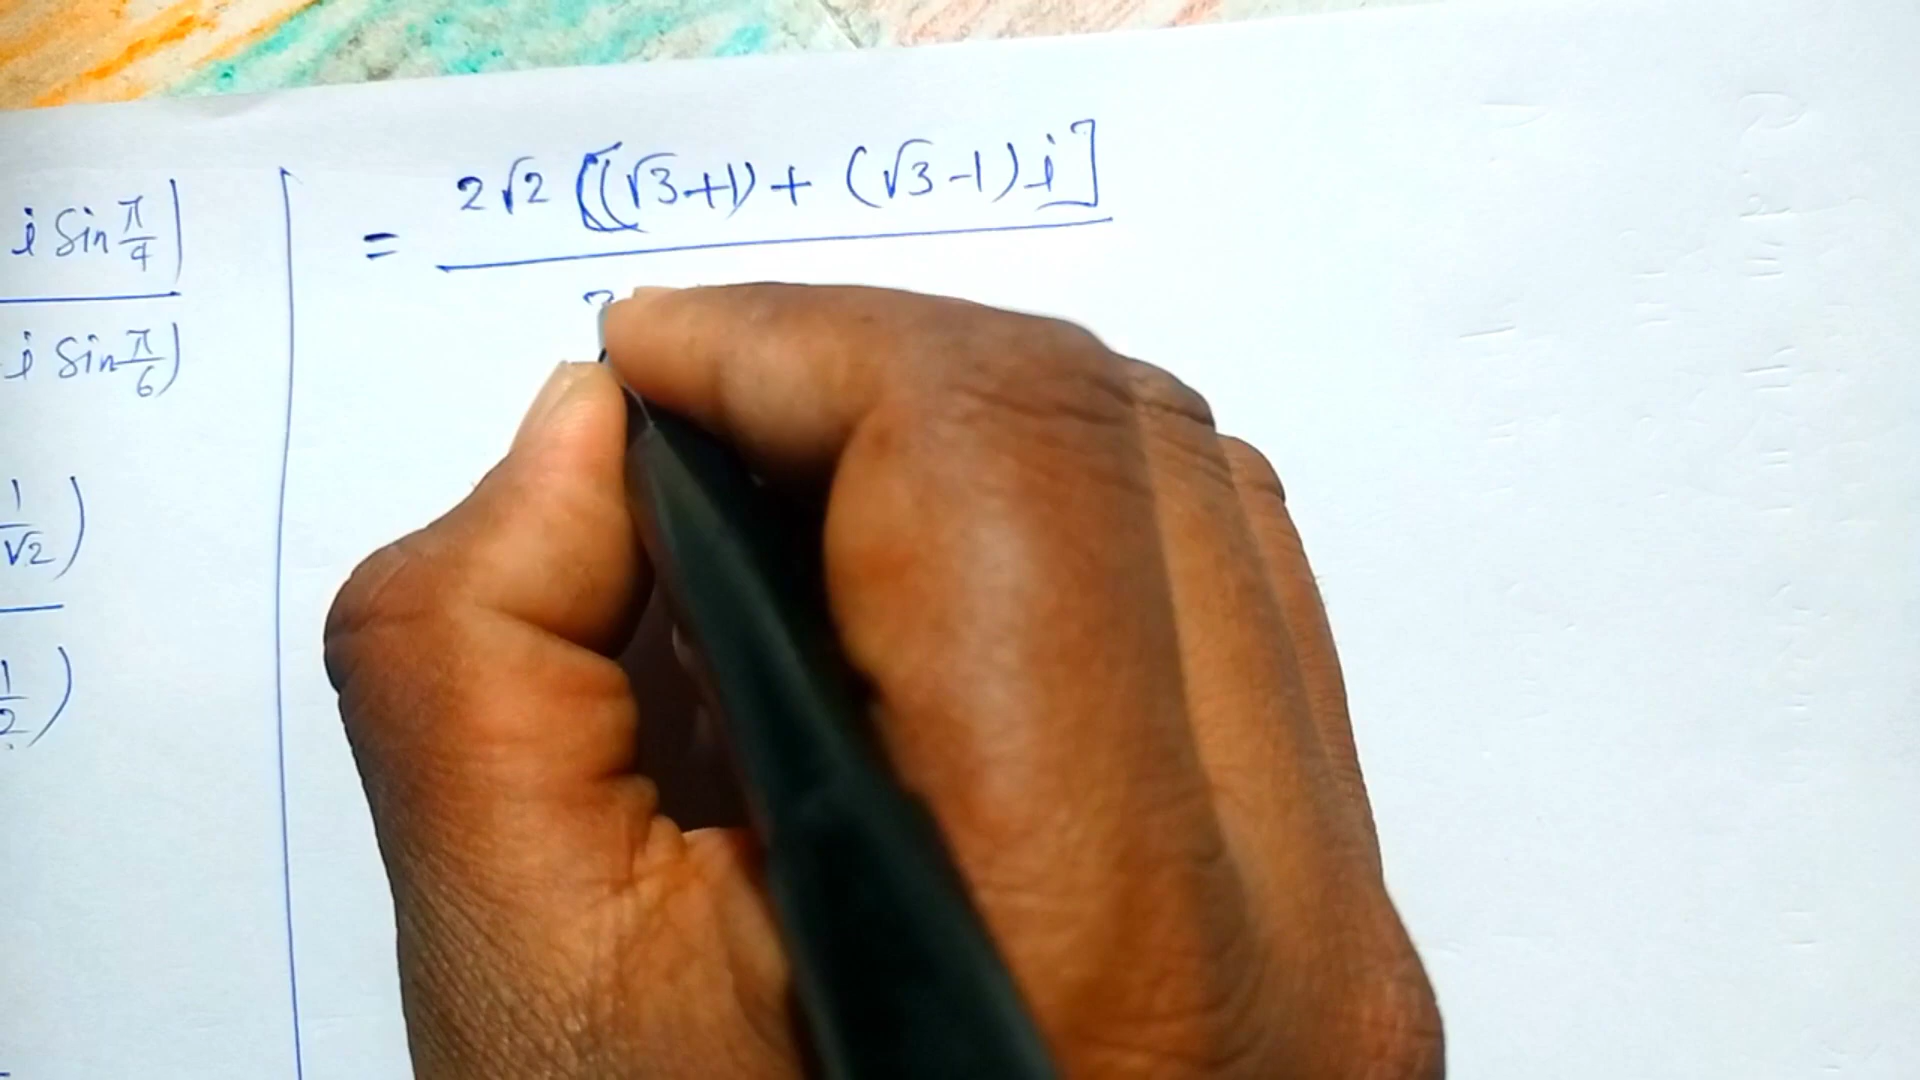 i Sin π/4)
i Sin π/6)
1/√2)
1/2)
= 2√2 [(√3+1) + (√3-1) i]